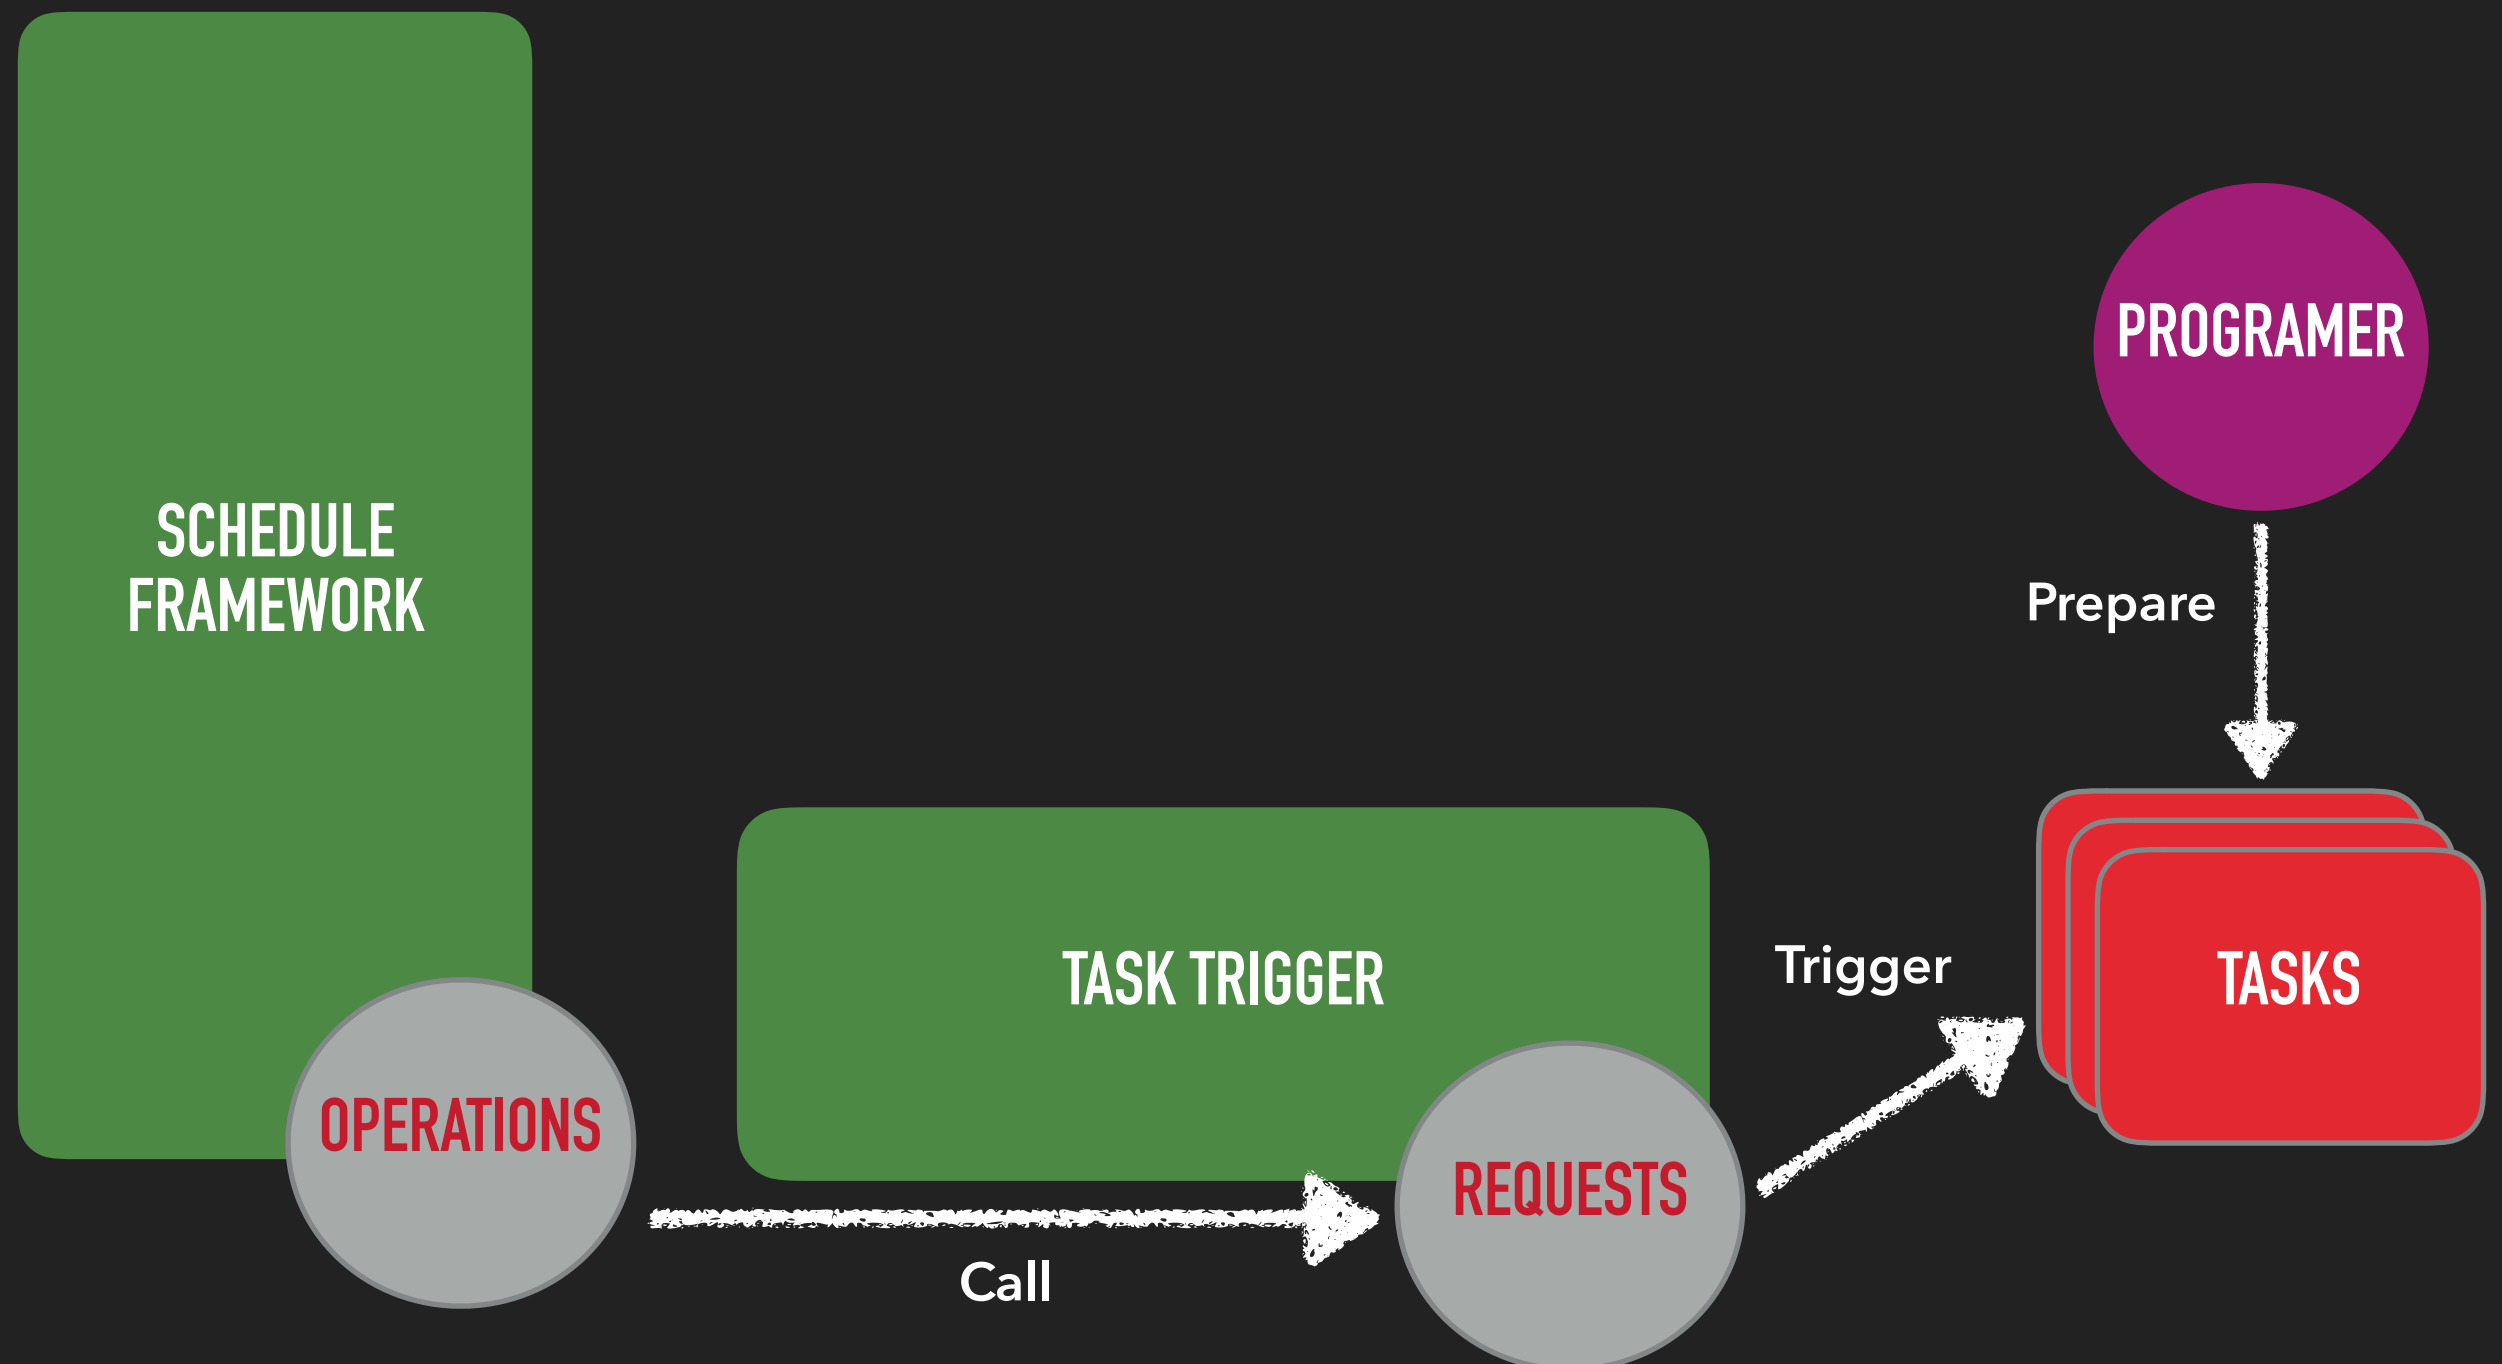 SCHEDULE
FRAMEWORK
PROGRAMER
Prepare
TASK TRIGGER
Trigger
TASKS
OPERATIONS
REQUESTS
Call